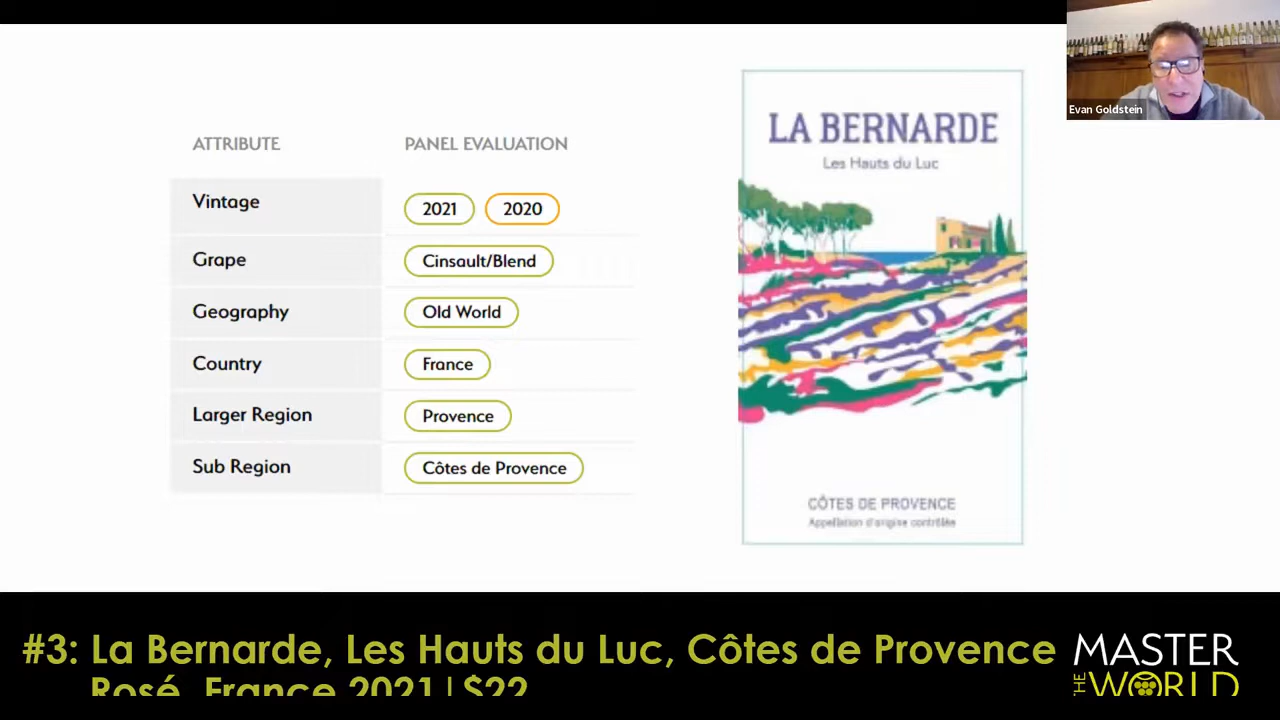 Evan Goldstein
ATTRIBUTE PANEL EVALUATION
Vintage 2021 2020
Grape Cinsault/Blend
Geography Old World
Country France
Larger Region Provence
Sub Region Côtes de Provence
LA BERNARDE
Les Hauts du Luc
CÔTES DE PROVENCE
Appellation d'origine contrôlée
#3: La Bernarde, Les Hauts du Luc, Côtes de Provence
Rosé, France 2021 | $22
MASTER
THE WORLD